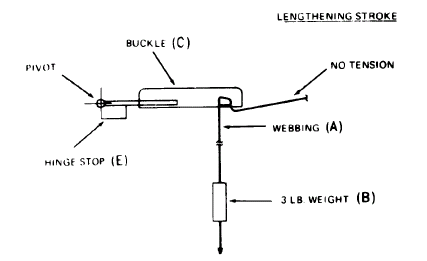 LENGTHENING STROKE
BUCKLE (C)
PIVOT
NO TENSION
WEBBING (A)
HINGE STOP (E)
3 LB. WEIGHT (B)